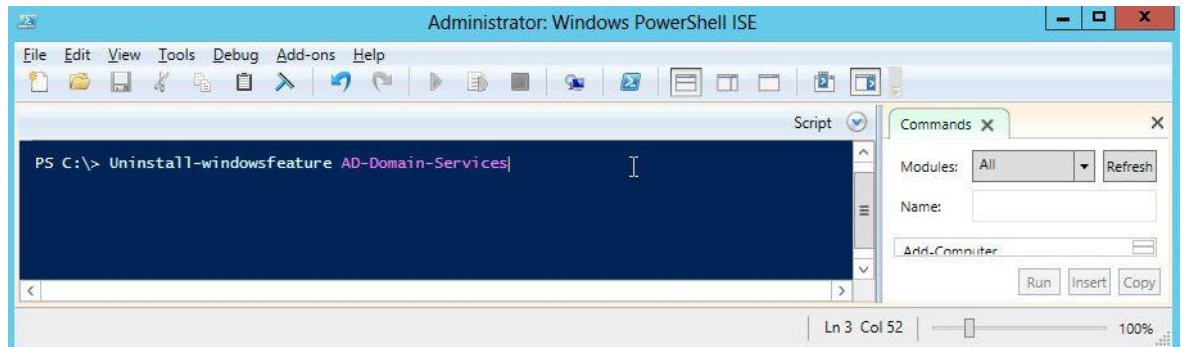 Administrator: Windows PowerShell ISE
File Edit View Tools Debug Add-ons Help
Script
PS C:\> Uninstall-windowsfeature AD-Domain-Services
Commands
Modules: All Refresh
Name:
Add-Computer
Run Insert Copy
Ln 3 Col 52 100%